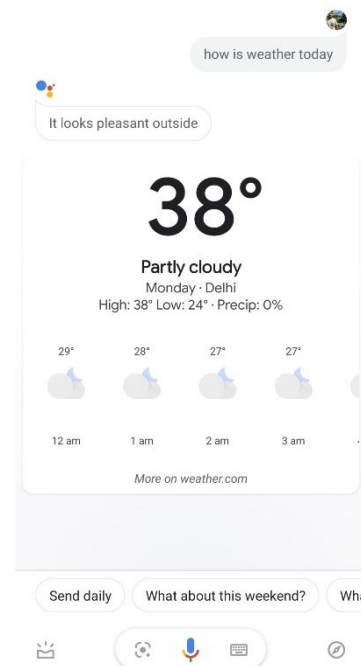 how is weather today
It looks pleasant outside
38°
Partly cloudy
Monday · Delhi
High: 38° Low: 24° · Precip: 0%
29° 28° 27° 27°
12 am 1 am 2 am 3 am
More on weather.com
Send daily What about this weekend?